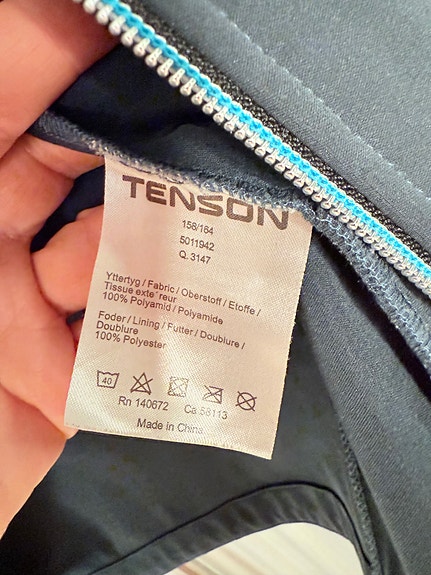 TENSON
158/164
5011942
Q. 3147
Yttertyg / Fabric / Oberstoff / Etoffe /
Tissue exte´reur
100% Polyamid / Polyamide
Foder / Lining / Futter / Doublure /
Doublure
100% Polyester
40
Rn 140672 Ca 58113
Made in China